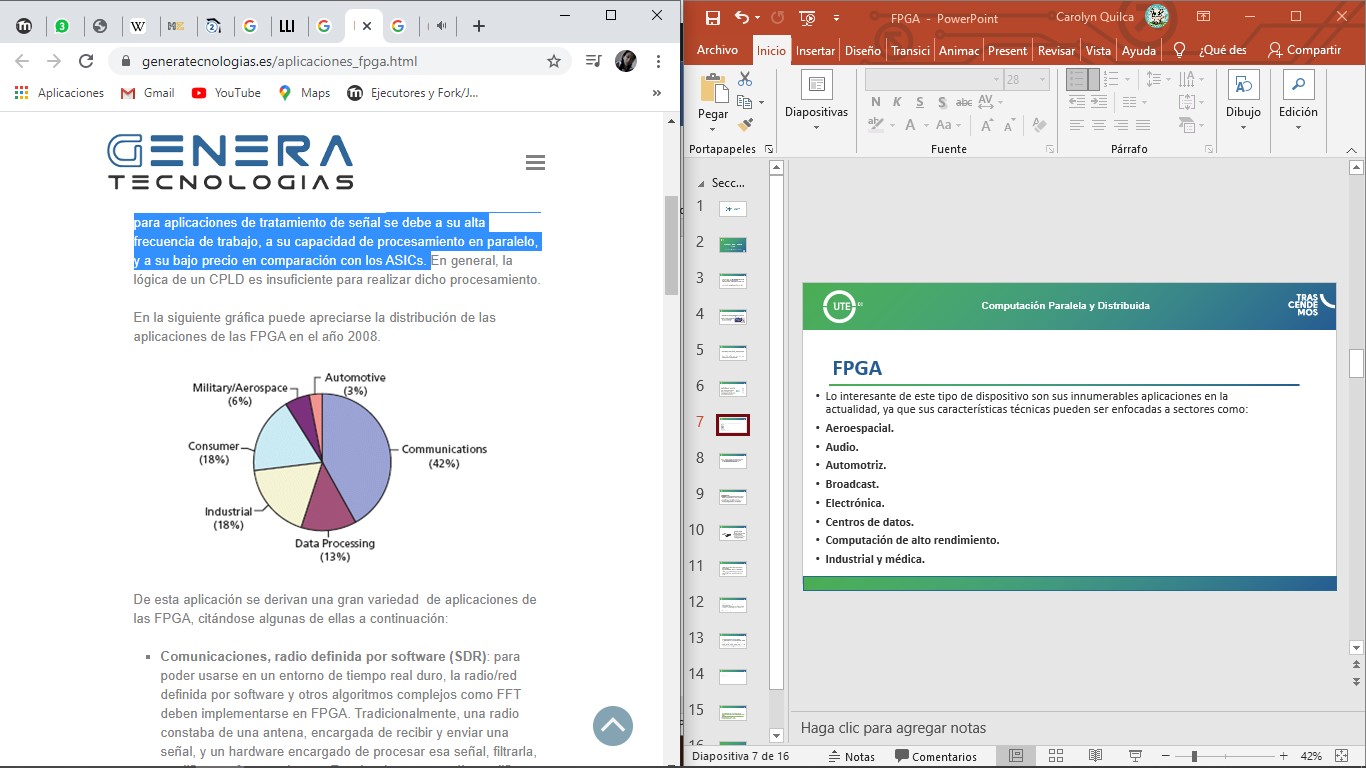 generatecnologias.es/aplicaciones_fpga.html
Aplicaciones
Gmail
YouTube
Maps
Ejecutores y Fork/J...
»
GENERA
TECNOLOGIAS
para aplicaciones de tratamiento de señal se debe a su alta
frecuencia de trabajo, a su capacidad de procesamiento en paralelo,
y a su bajo precio en comparación con los ASICs. En general, la
lógica de un CPLD es insuficiente para realizar dicho procesamiento.
En la siguiente gráfica puede apreciarse la distribución de las
aplicaciones de las FPGA en el año 2008.
Automotive
(3%)
Military/Aerospace
(6%)
Consumer
(18%)
Communications
(42%)
Industrial
(18%)
Data Processing
(13%)
De esta aplicación se derivan una gran variedad de aplicaciones de
las FPGA, citándose algunas de ellas a continuación:
▪ Comunicaciones, radio definida por software (SDR): para
poder usarse en un entorno de tiempo real duro, la radio/red
definida por software y otros algoritmos complejos como FFT
deben implementarse en FPGA. Tradicionalmente, una radio
constaba de una antena, encargada de recibir y enviar una
señal, y un hardware encargado de procesar esa señal, filtrarla,
FPGA - PowerPoint
Carolyn Quilca
Archivo
Inicio
Insertar
Diseño
Transici
Animac
Present
Revisar
Vista
Ayuda
¿Qué des
Compartir
Pegar
Portapapeles
Diapositivas
28
N K S S abc AV
Aa A A
Fuente
Párrafo
Dibujo
Edición
Secc...
1
2
3
4
5
6
7
8
9
10
11
12
13
14
15
16
UTE
Computación Paralela y Distribuida
TRAS
CENDE
MOS
FPGA
• Lo interesante de este tipo de dispositivo son sus innumerables aplicaciones en la
actualidad, ya que sus características técnicas pueden ser enfocadas a sectores como:
• Aeroespacial.
• Audio.
• Automotriz.
• Broadcast.
• Electrónica.
• Centros de datos.
• Computación de alto rendimiento.
• Industrial y médica.
Haga clic para agregar notas
Diapositiva 7 de 16
Notas
Comentarios
42%